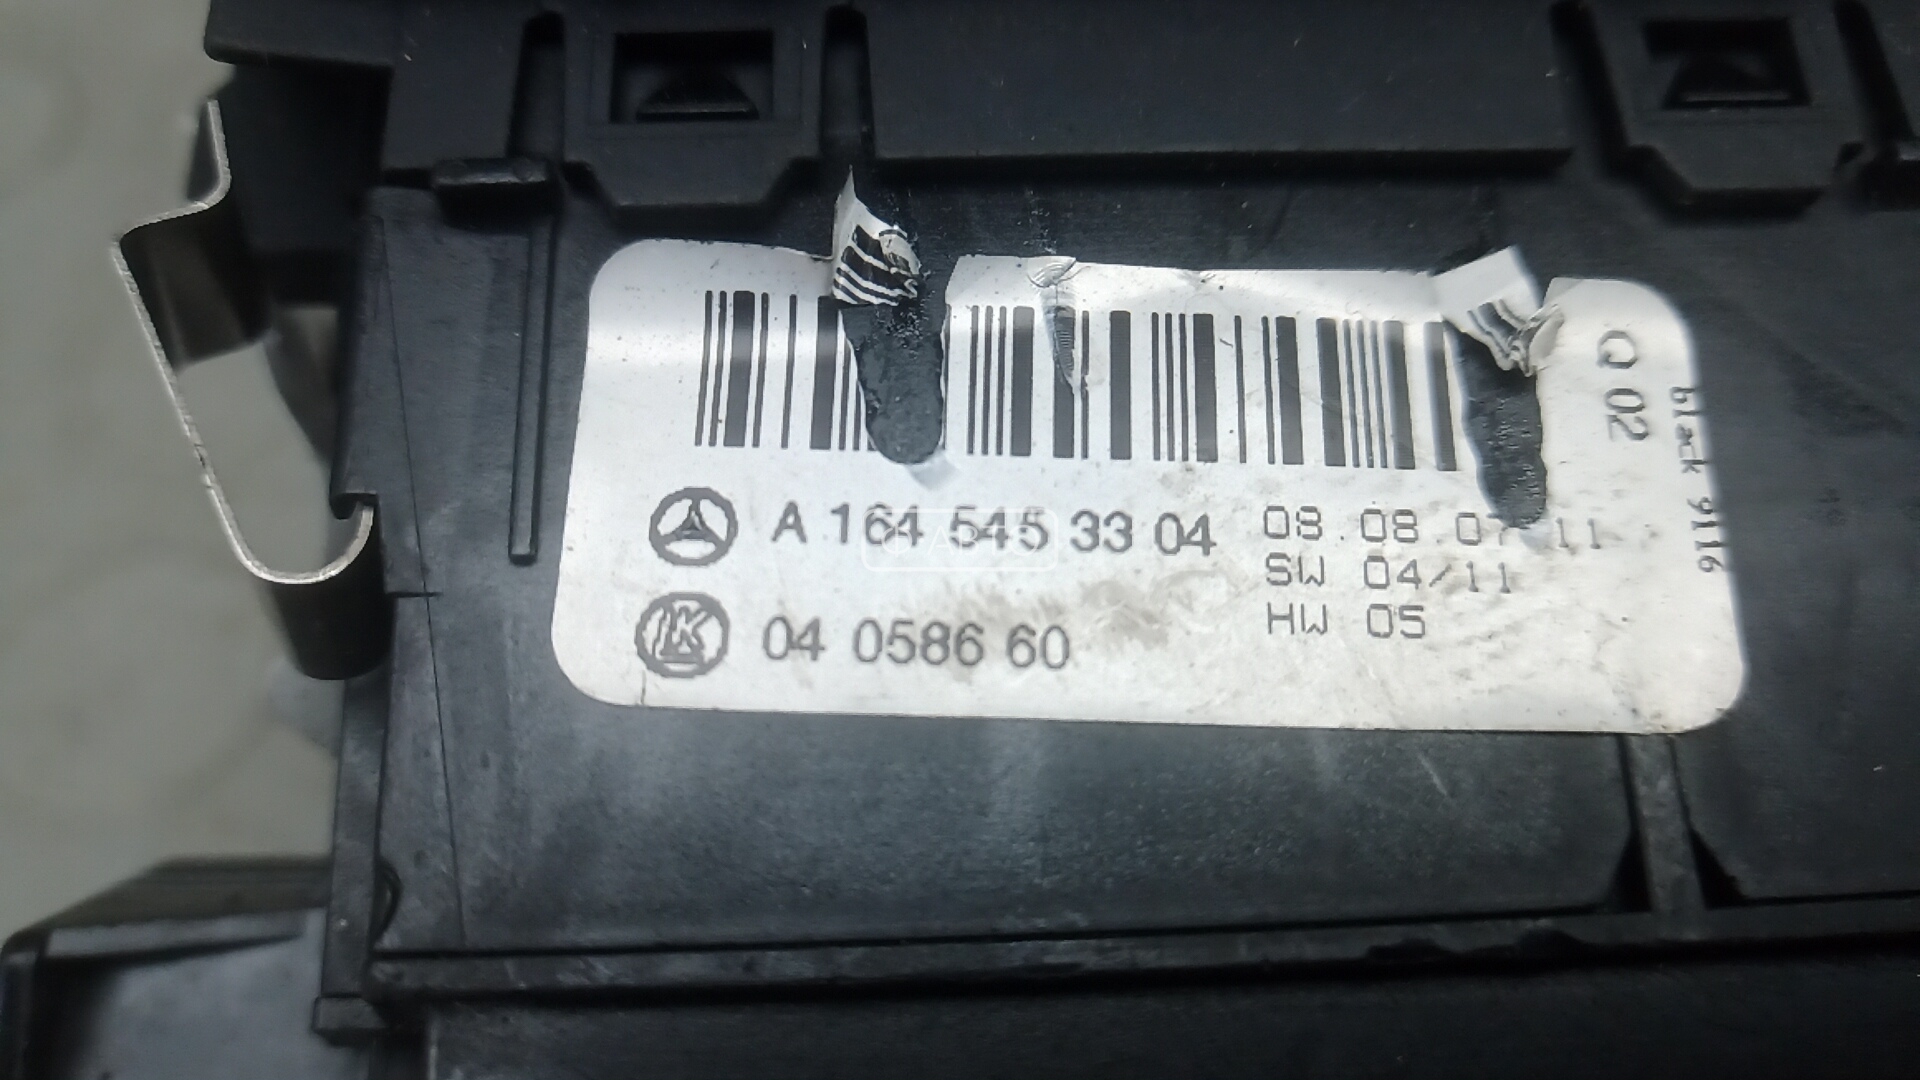 A 164 545 33 04
08.08.07 11
SW 04/11
HW 05
LK
04 0586 60
Q 02
black 9116